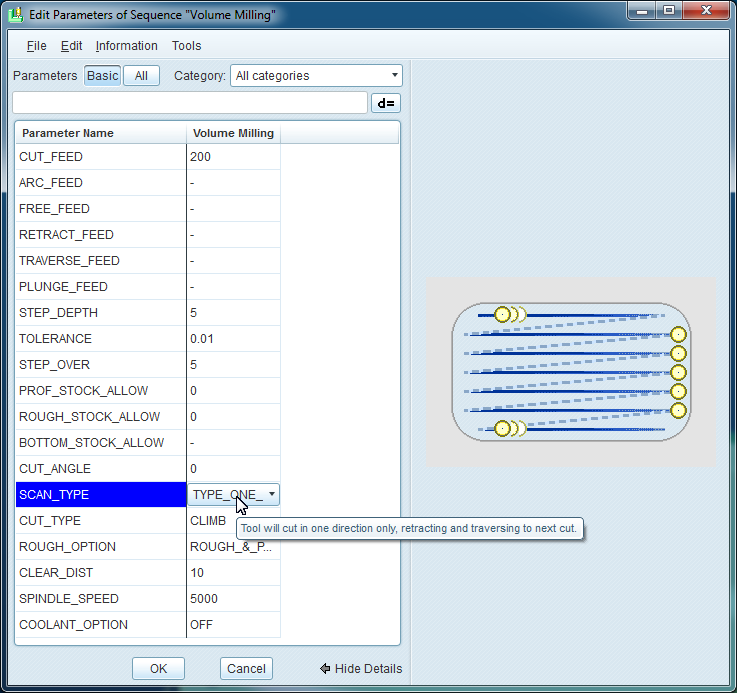 Edit Parameters of Sequence "Volume Milling"
File Edit Information Tools
Parameters Basic All Category: All categories
d=
Parameter Name Volume Milling
CUT_FEED 200
ARC_FEED -
FREE_FEED -
RETRACT_FEED -
TRAVERSE_FEED -
PLUNGE_FEED -
STEP_DEPTH 5
TOLERANCE 0.01
STEP_OVER 5
PROF_STOCK_ALLOW 0
ROUGH_STOCK_ALLOW 0
BOTTOM_STOCK_ALLOW -
CUT_ANGLE 0
SCAN_TYPE TYPE_ONE_
CUT_TYPE CLIMB
Tool will cut in one direction only, retracting and traversing to next cut.
ROUGH_OPTION ROUGH_&_P...
CLEAR_DIST 10
SPINDLE_SPEED 5000
COOLANT_OPTION OFF
OK Cancel Hide Details